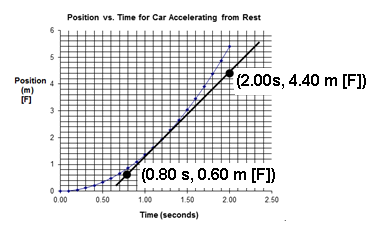 Position vs. Time for Car Accelerating from Rest
6
5
Position
(m)
[F]
4
3
2
1
0
(2.00s, 4.40 m [F])
(0.80 s, 0.60 m [F])
0.00 0.50 1.00 1.50 2.00 2.50
Time (seconds)